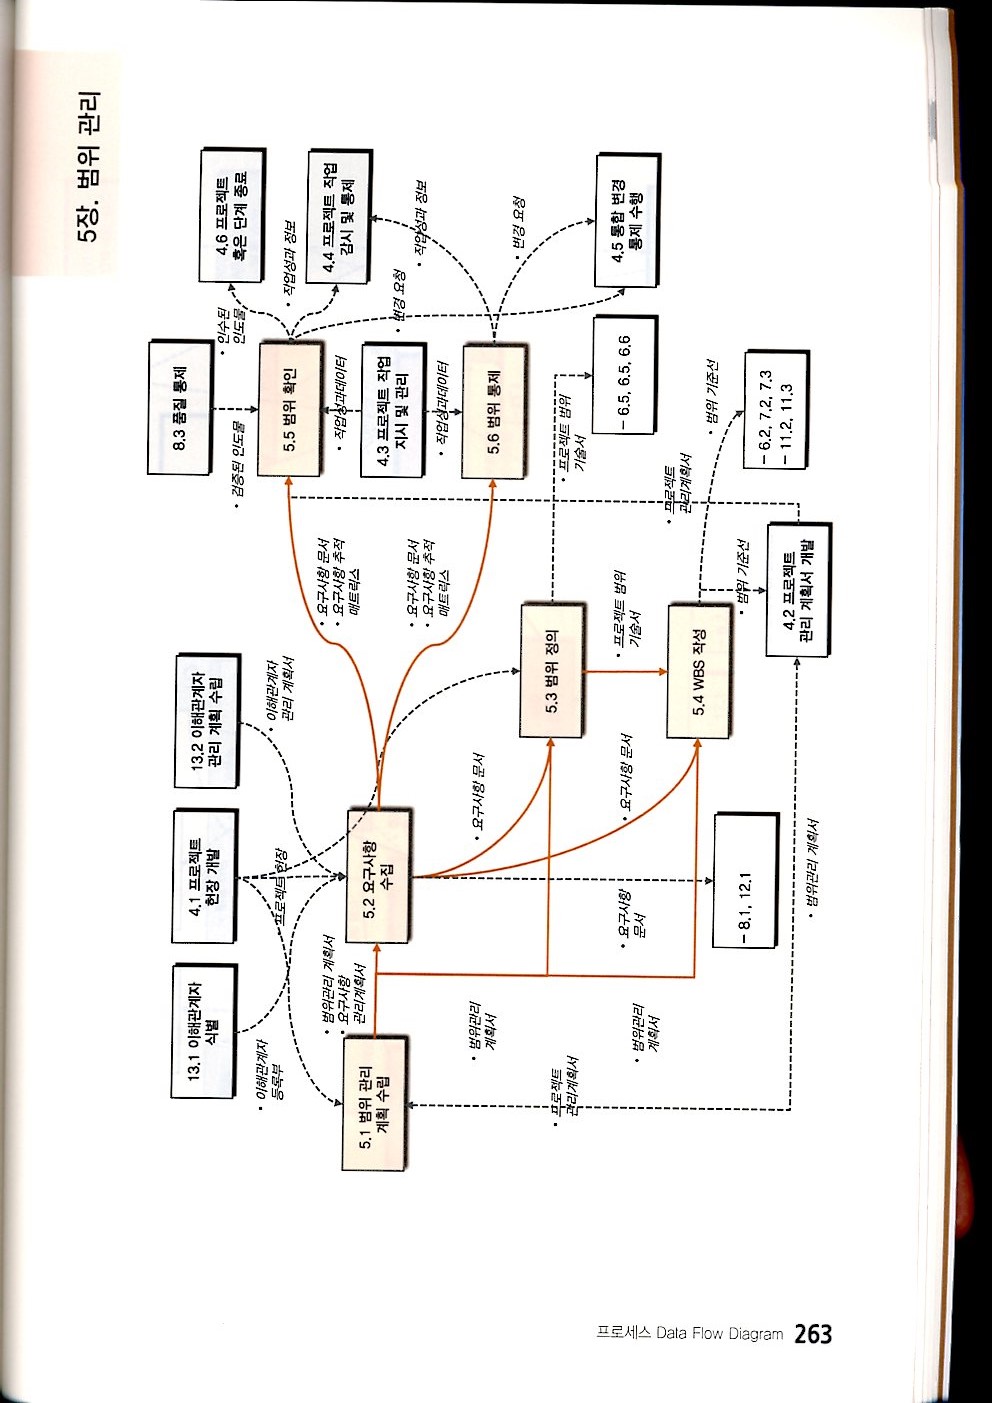 5장. 범위 관리
13.1 이해관계자
식별
4.1 프로젝트
헌장 개발
13.2 이해관계자
관리 계획 수립
8.3 품질 통제
4.6 프로젝트
혹은 단계 종료
• 이해관계자
등록부
프로젝트 헌장
• 이해관계자
관리 계획서
• 검증된 인도물
• 인수된
인도물
5.5 범위 확인
• 작업성과 정보
4.4 프로젝트 작업
감시 및 통제
5.1 범위 관리
계획 수립
• 범위관리 계획서
• 요구사항
관리계획서
5.2 요구사항
수집
• 요구사항 문서
• 요구사항 추적
매트릭스
• 작업성과데이터
4.3 프로젝트 작업
지시 및 관리
• 변경 요청
• 작업성과 정보
• 요구사항 문서
• 요구사항 추적
매트릭스
• 작업성과데이터
5.6 범위 통제
• 변경 요청
• 범위관리
계획서
• 요구사항 문서
5.3 범위 정의
• 프로젝트 범위
기술서
- 6.5, 6.5, 6.6
4.5 통합 변경
통제 수행
• 프로젝트
관리계획서
• 범위관리
계획서
• 요구사항
문서
• 요구사항 문서
• 프로젝트 범위
기술서
5.4 WBS 작성
• 프로젝트
관리계획서
• 범위 기준선
- 8.1, 12.1
• 범위 기준선
- 6.2, 7.2, 7.3
- 11.2, 11.3
• 범위관리 계획서
4.2 프로젝트
관리 계획서 개발
프로세스 Data Flow Diagram 263